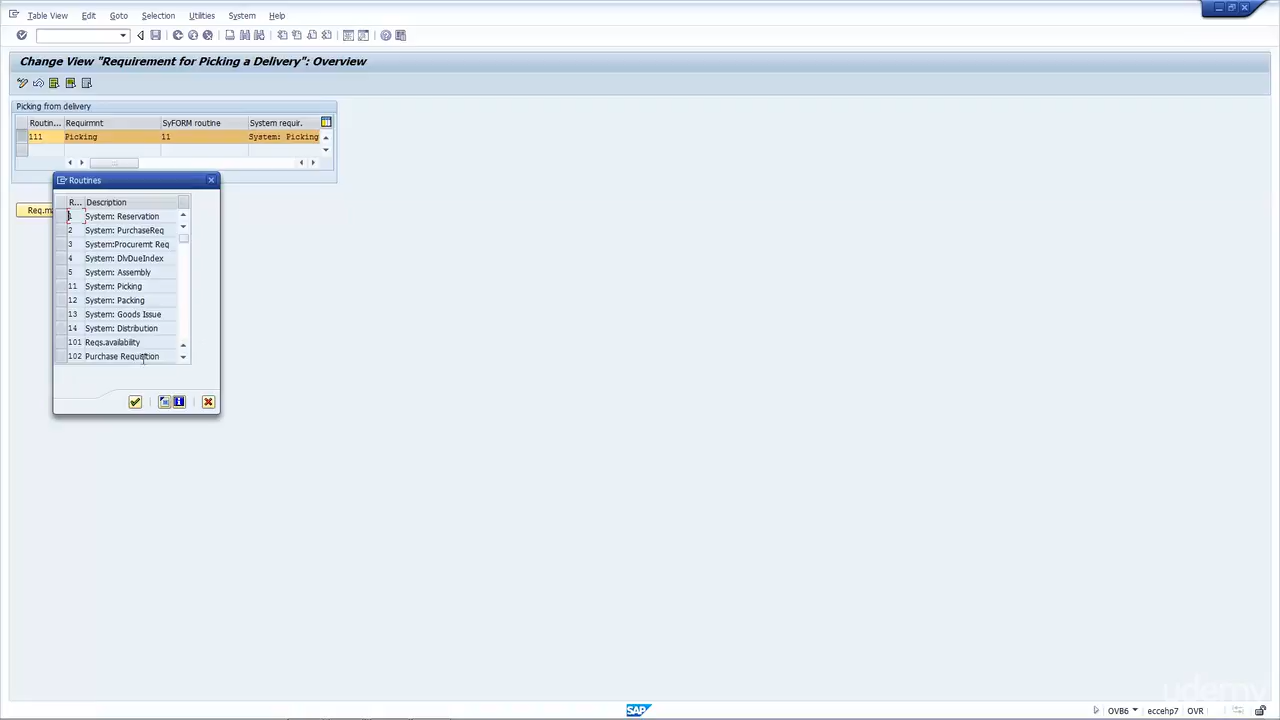 Table View Edit Goto Selection Utilities System Help
Change View "Requirement for Picking a Delivery": Overview
Picking from delivery
Routin... Requirmnt SyFORM routine System requir.
111 Picking 11 System: Picking
Req.ma
Routines
R... Description
1 System: Reservation
2 System: PurchaseReq
3 System:Procuremt Req
4 System: DlvDueIndex
5 System: Assembly
11 System: Picking
12 System: Packing
13 System: Goods Issue
14 System: Distribution
101 Reqs.availability
102 Purchase Requisition
udemy
SAP
OVB6 eccehp7 OVR